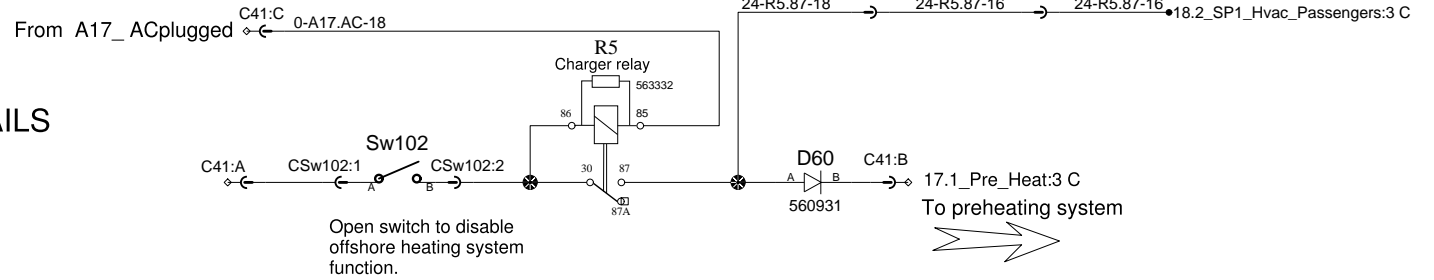 24-R5.87-18
24-R5.87-16
24-R5.87-16
18.2_SP1_Hvac_Passengers:3 C
C41:C
0-A17.AC-18
From A17_ ACplugged
R5
Charger relay
563332
86
85
AILS
Sw102
C41:A
CSw102:1
CSw102:2
A
B
30
87
87A
D60
A
B
560931
C41:B
17.1_Pre_Heat:3 C
To preheating system
Open switch to disable
offshore heating system
function.